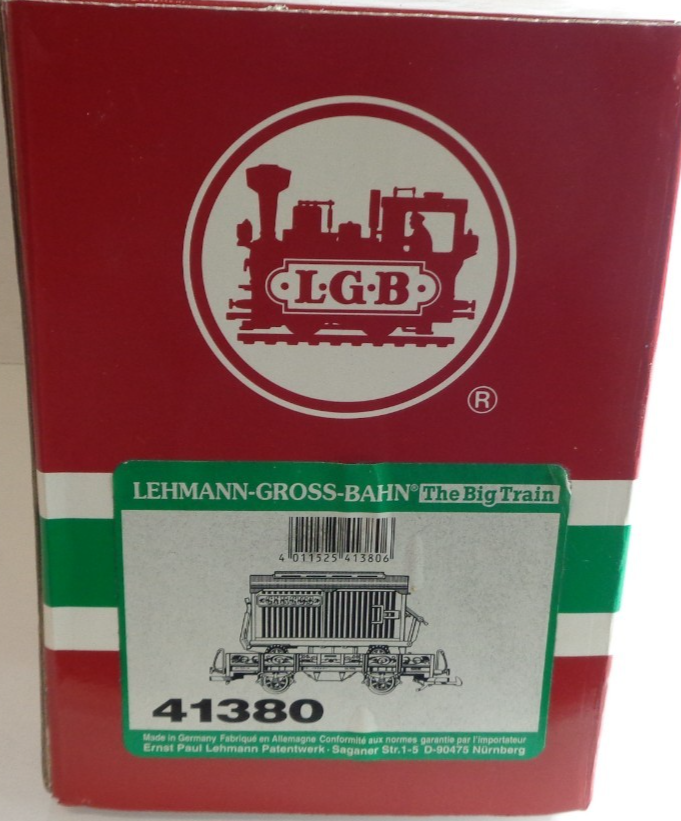 L·G·B
®
LEHMANN-GROSS-BAHN® The Big Train
4 011525 413806
41380
Made in Germany Fabriqué en Allemagne Conformité aux normes garantie par l'importateur
Ernst Paul Lehmann Patentwerk · Saganer Str.1-5 D-90475 Nürnberg